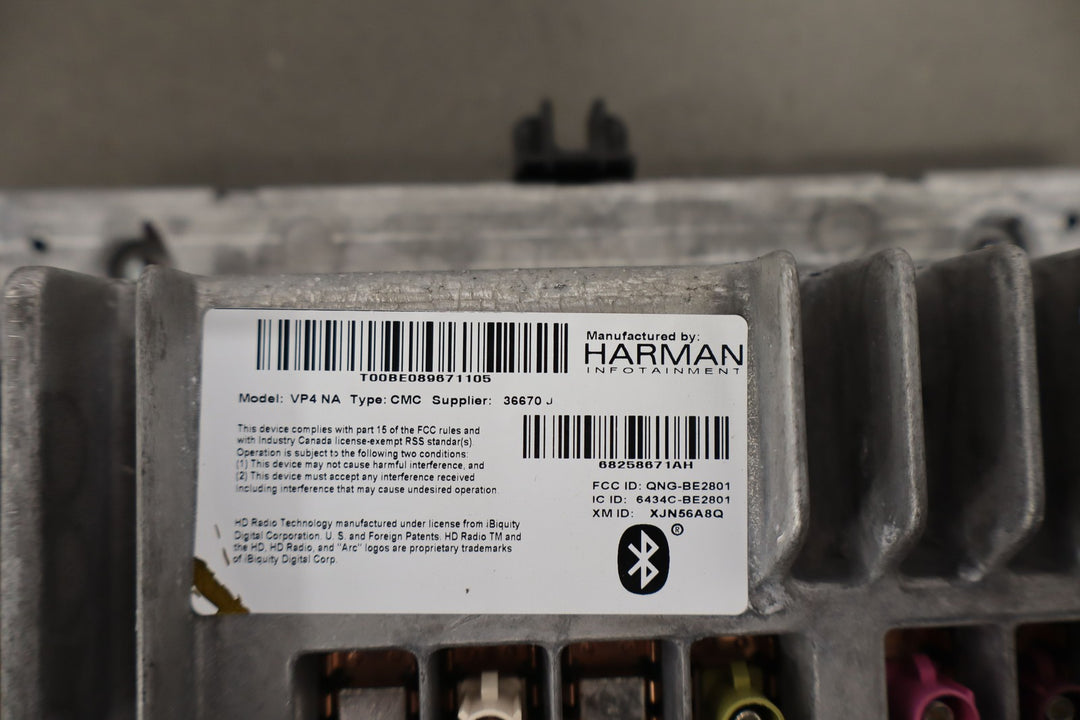 Manufactured by:
HARMAN
INFOTAINMENT
T00BE089671105
Model: VP4 NA Type: CMC Supplier: 36670 J
68258671AH
This device complies with part 15 of the FCC rules and
with Industry Canada license-exempt RSS standar(s).
Operation is subject to the following two conditions:
(1) This device may not cause harmful interference, and
(2) This device must accept any interference received
including interference that may cause undesired operation.
FCC ID: QNG-BE2801
IC ID: 6434C-BE2801
XM ID: XJN56A8Q
HD Radio Technology manufactured under license from iBiquity
Digital Corporation. U. S. and Foreign Patents. HD Radio TM and
the HD, HD Radio, and "Arc" logos are proprietary trademarks
of iBiquity Digital Corp.
®